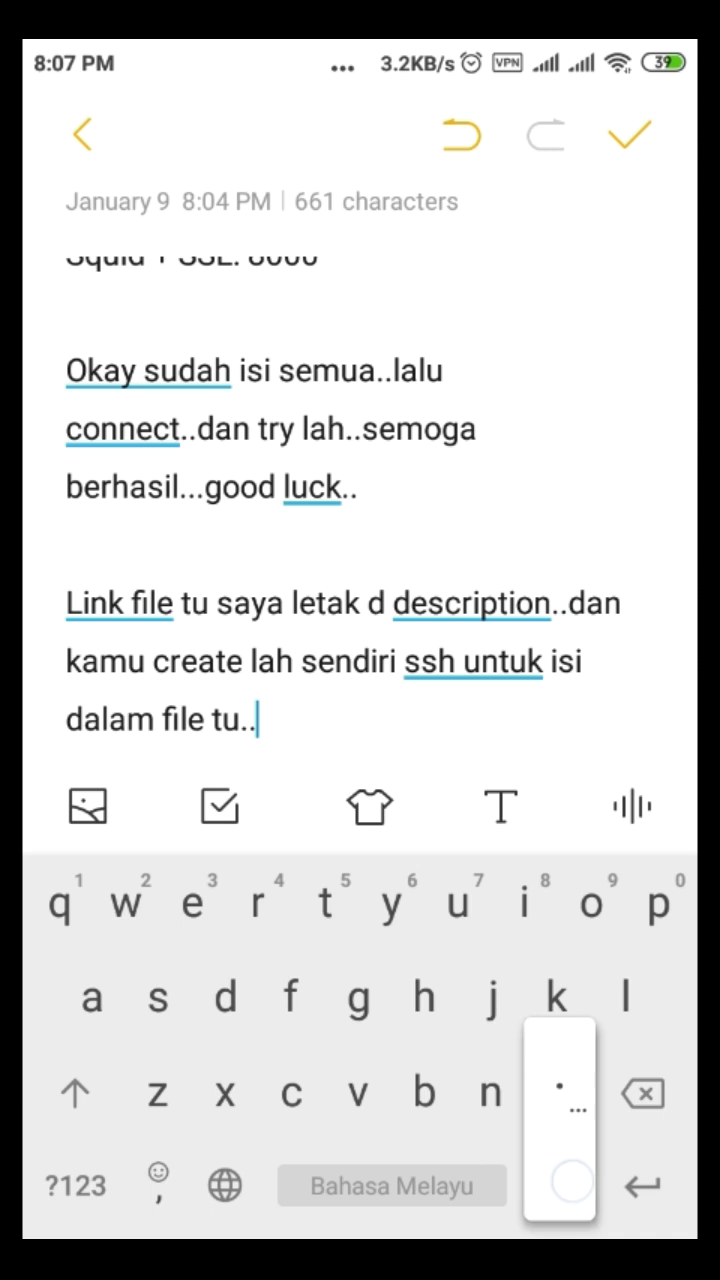 8:07 PM ... 3.2KB/s VPN 39
January 9 8:04 PM | 661 characters
Squid + SSL: 8000
Okay sudah isi semua..lalu
connect..dan try lah..semoga
berhasil...good luck..
Link file tu saya letak d description..dan
kamu create lah sendiri ssh untuk isi
dalam file tu..
T
1 2 3 4 5 6 7 8 9 0
q w e r t y u i o p
a s d f g h j k l
z x c v b n . ...
?123 , Bahasa Melayu